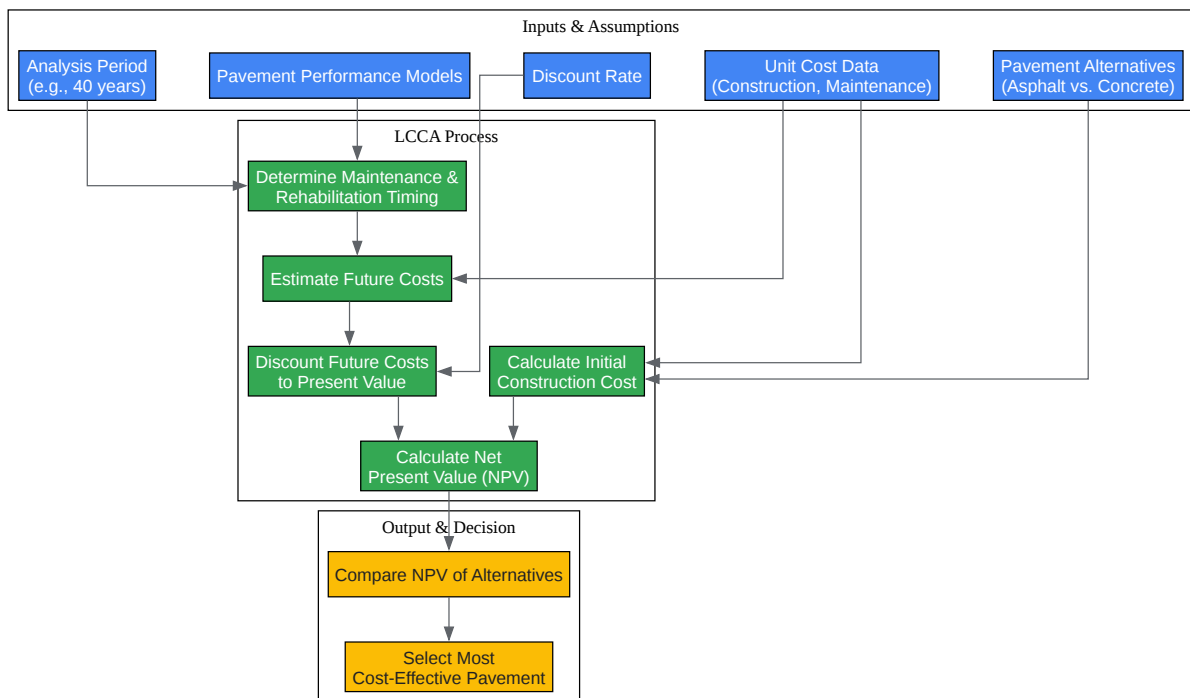 Inputs & Assumptions
Analysis Period
(e.g., 40 years)
Pavement Performance Models
Discount Rate
Unit Cost Data
(Construction, Maintenance)
Pavement Alternatives
(Asphalt vs. Concrete)
LCCA Process
Determine Maintenance &
Rehabilitation Timing
Estimate Future Costs
Discount Future Costs
to Present Value
Calculate Initial
Construction Cost
Calculate Net
Present Value (NPV)
Output & Decision
Compare NPV of Alternatives
Select Most
Cost-Effective Pavement